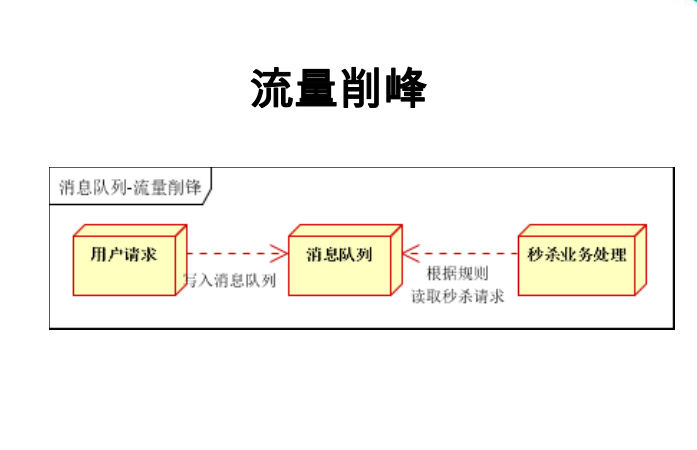 流量削峰
消息队列-流量削锋
用户请求
消息队列
秒杀业务处理
写入消息队列
根据规则
读取秒杀请求